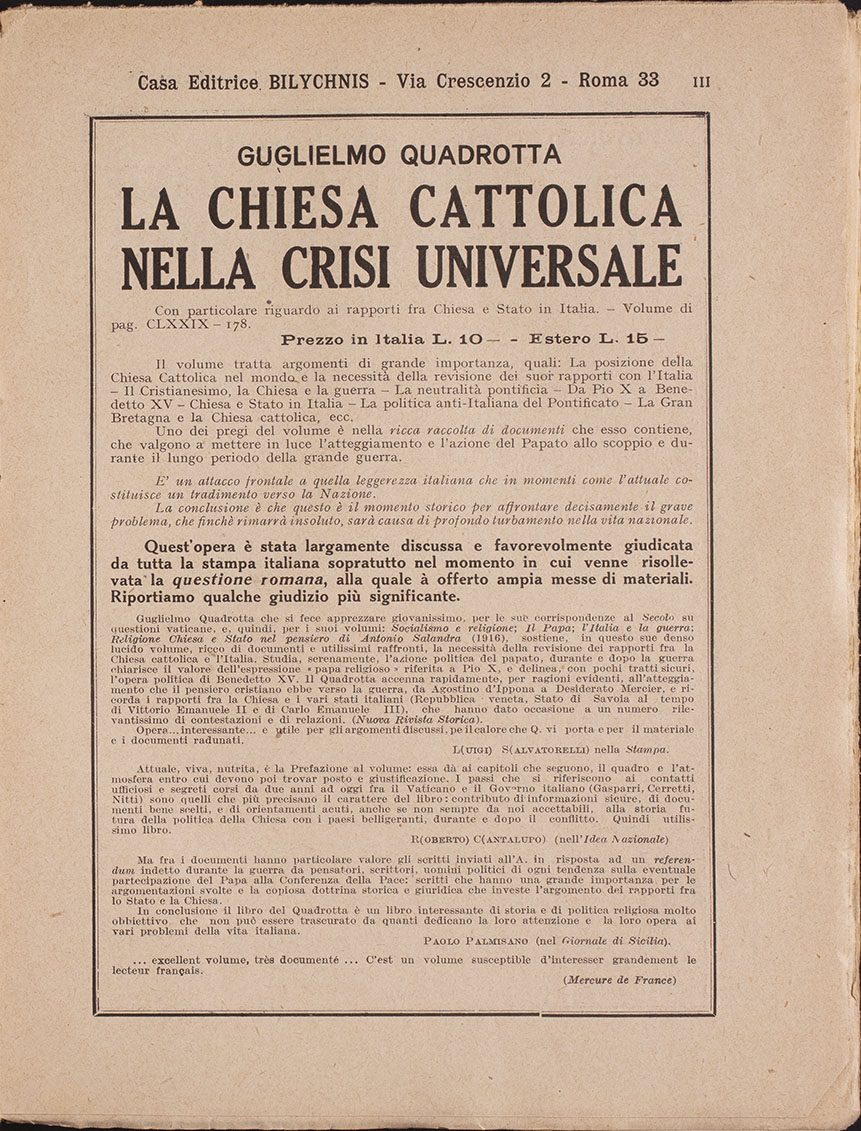 Casa Editrice BILYCHNIS - Via Crescenzio 2 - Roma 33 III
GUGLIELMO QUADROTTA
LA CHIESA CATTOLICA
NELLA CRISI UNIVERSALE
Con particolare riguardo ai rapporti fra Chiesa e Stato in Italia. — Volume di
pag. CLXXIX - 178.
Prezzo in Italia L. 10 — - Estero L. 15 —
Il volume tratta argomenti di grande importanza, quali: La posizione della
Chiesa Cattolica nel mondo e la necessità della revisione dei suoi rapporti con l'Italia
— Il Cristianesimo, la Chiesa e la guerra — La neutralità pontificia — Da Pio X a Bene-
detto XV — Chiesa e Stato in Italia — La politica anti-Italiana del Pontificato — La Gran
Bretagna e la Chiesa cattolica, ecc.
Uno dei pregi del volume è nella ricca raccolta di documenti che esso contiene,
che valgono a mettere in luce l'atteggiamento e l'azione del Papato allo scoppio e du-
rante il lungo periodo della grande guerra.
E' un attacco frontale a quella leggerezza italiana che in momenti come l'attuale co-
stituisce un tradimento verso la Nazione.
La conclusione è che questo è il momento storico per affrontare decisamente il grave
problema, che finchè rimarrà insoluto, sarà causa di profondo turbamento nella vita nazionale.
Quest'opera è stata largamente discussa e favorevolmente giudicata
da tutta la stampa italiana sopratutto nel momento in cui venne risolle-
vata la questione romana, alla quale à offerto ampia messe di materiali.
Riportiamo qualche giudizio più significante.
Guglielmo Quadrotta che si fece apprezzare giovanissimo, per le sue corrispondenze al Secolo su
questioni vaticane, e, quindi, per i suoi volumi: Socialismo e religione; Il Papa; l'Italia e la guerra;
Religione Chiesa e Stato nel pensiero di Antonio Salandra (1916), sostiene, in questo sue denso
lucido volume, ricco di documenti e utilissimi raffronti, la necessità della revisione dei rapporti fra la
Chiesa cattolica e l'Italia. Studia, serenamente, l'azione politica del papato, durante e dopo la guerra
chiarisce il valore dell'espressione « papa religioso » riferita a Pio X, e delinea, con pochi tratti sicuri,
l'opera politica di Benedetto XV. Il Quadrotta accenna rapidamente, per ragioni evidenti, all'atteggia-
mento che il pensiero cristiano ebbe verso la guerra, da Agostino d'Ippona a Desiderato Mercier, e ri-
corda i rapporti fra la Chiesa e i vari stati italiani (Repubblica veneta, Stato di Savoia al tempo
di Vittorio Emanuele II e di Carlo Emanuele III), che hanno dato occasione a un numero rile-
vantissimo di contestazioni e di relazioni. (Nuova Rivista Storica).
Opera... interessante... e utile per gli argomenti discussi, pel calore che Q. vi porta e per il materiale
e i documenti radunati.
L(UIGI) S(ALVATORELLI) nella Stampa.
Attuale, viva, nutrita, è la Prefazione al volume: essa dà ai capitoli che seguono, il quadro e l'at-
mosfera entro cui devono poi trovar posto e giustificazione. I passi che si riferiscono ai contatti
ufficiosi e segreti corsi da due anni ad oggi fra il Vaticano e il Governo italiano (Gasparri, Cerretti,
Nitti) sono quelli che più precisano il carattere del libro: contributo di informazioni sicure, di docu-
menti bene scelti, e di orientamenti acuti, anche se non sempre da noi accettabili, alla storia fu-
tura della politica della Chiesa con i paesi belligeranti, durante e dopo il conflitto. Quindi utilis-
simo libro.
R(OBERTO) C(ANTALUPO) (nell'Idea Nazionale)
Ma fra i documenti hanno particolare valore gli scritti inviati all'A. in risposta ad un referen-
dum indetto durante la guerra da pensatori, scrittori, uomini politici di ogni tendenza sulla eventuale
partecipazione del Papa alla Conferenza della Pace: scritti che hanno una grande importanza per le
argomentazioni svolte e la copiosa dottrina storica e giuridica che investe l'argomento dei rapporti fra
lo Stato e la Chiesa.
In conclusione il libro del Quadrotta è un libro interessante di storia e di politica religiosa molto
obbiettivo che non può essere trascurato da quanti dedicano la loro attenzione e la loro opera ai
vari problemi della vita italiana.
PAOLO PALMISANO (nel Giornale di Sicilia).
... excellent volume, très documenté ... C'est un volume susceptible d'interesser grandement le
lecteur français.
(Mercure de France)